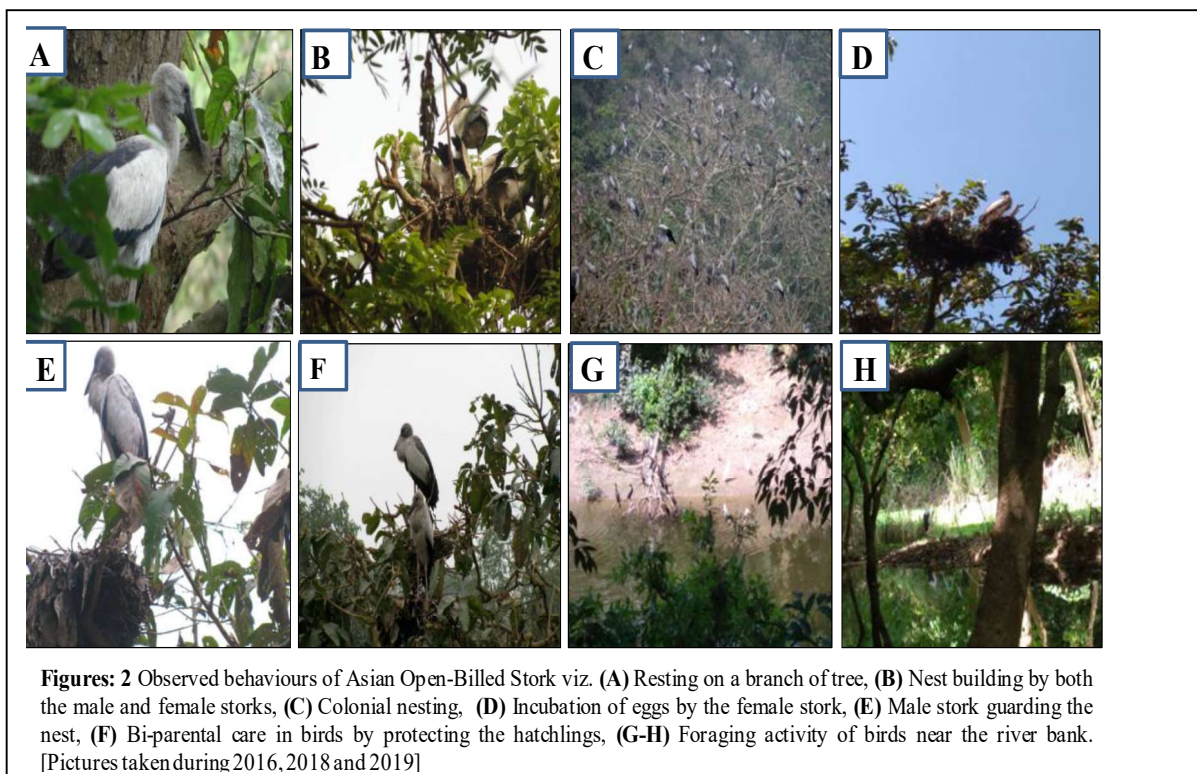 A
B
C
D
E
F
G
H
Figures: 2 Observed behaviours of Asian Open-Billed Stork viz. (A) Resting on a branch of tree, (B) Nest building by both
the male and female storks, (C) Colonial nesting, (D) Incubation of eggs by the female stork, (E) Male stork guarding the
nest, (F) Bi-parental care in birds by protecting the hatchlings, (G-H) Foraging activity of birds near the river bank.
[Pictures taken during 2016, 2018 and 2019]